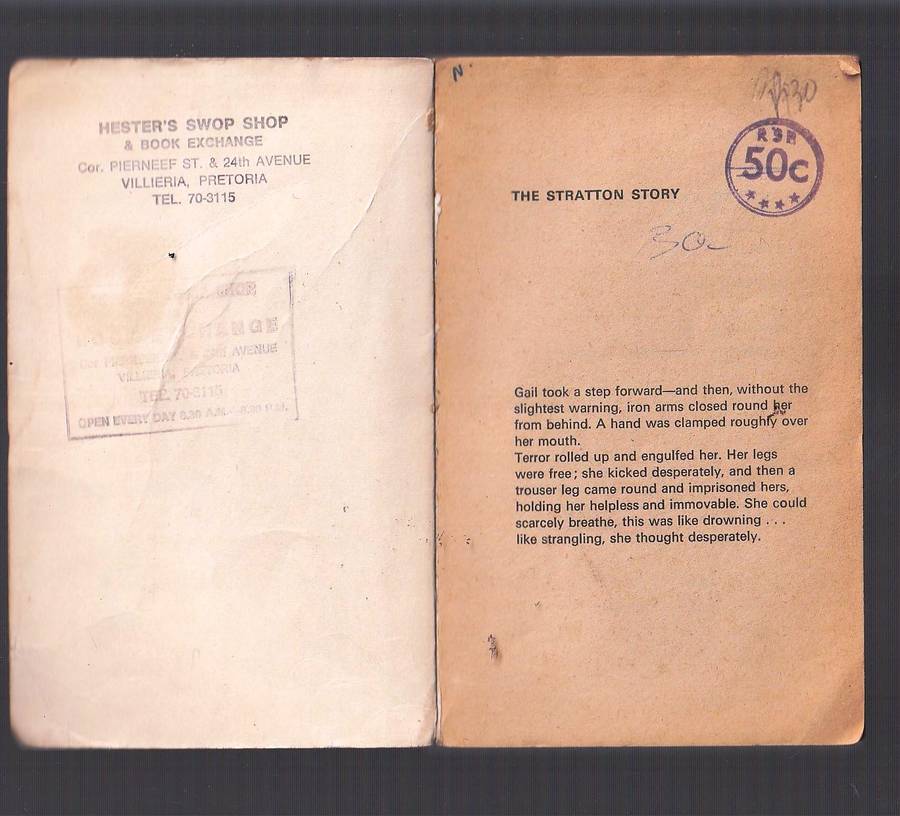 HESTER'S SWOP SHOP
& BOOK EXCHANGE
Cor. PIERNEEF ST. & 24th AVENUE
VILLIERIA, PRETORIA
TEL. 70-3115
AVENUE
VILLIERIA, PRETORIA
TEL. 70-3115
OPEN EVERY DAY 8.30 A.M.
N.
50c
THE STRATTON STORY
30c
Gail took a step forward—and then, without the
slightest warning, iron arms closed round her
from behind. A hand was clamped roughly over
her mouth.
Terror rolled up and engulfed her. Her legs
were free; she kicked desperately, and then a
trouser leg came round and imprisoned hers,
holding her helpless and immovable. She could
scarcely breathe, this was like drowning . . .
like strangling, she thought desperately.